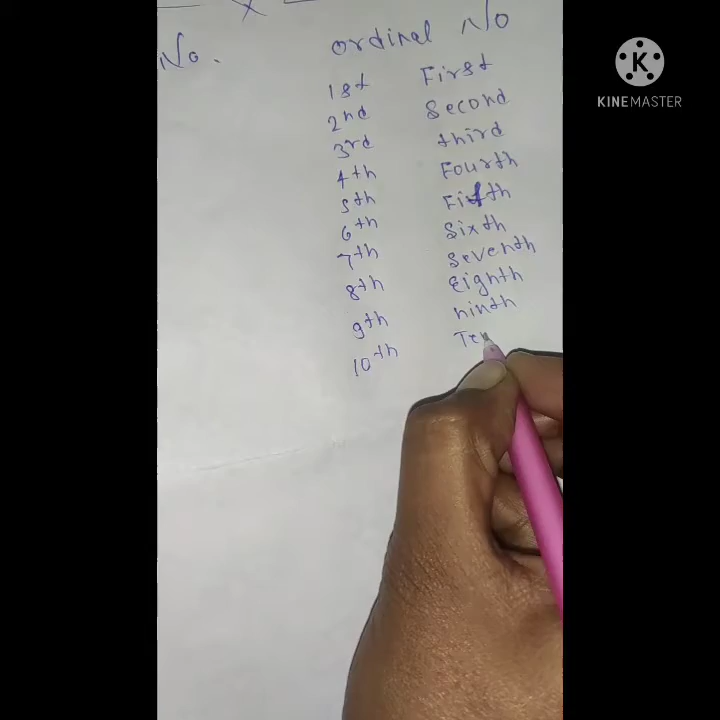 No.
ordinal No
1st First
2nd Second
3rd third
4th Fourth
5th Fifth
6th Sixth
7th Seventh
8th Eighth
9th ninth
10th Ten
K
KINEMASTER